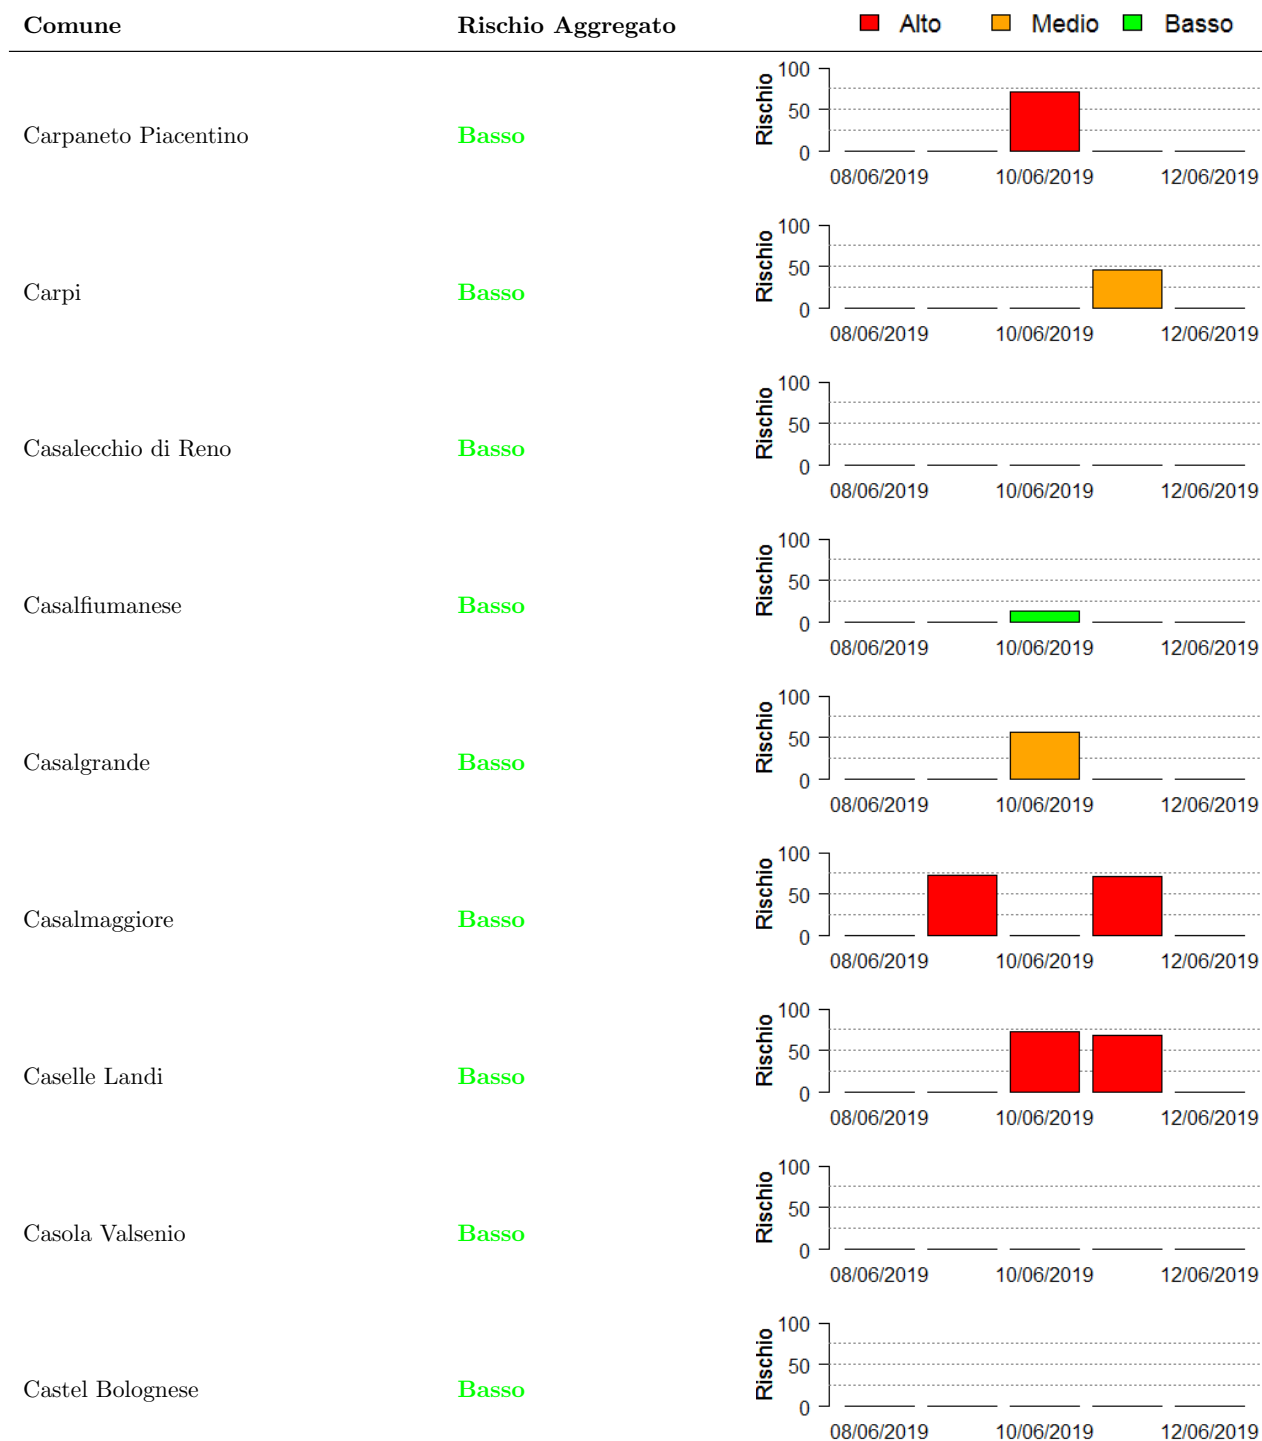 Comune Rischio Aggregato Alto Medio Basso
100
50
0
Rischio
Carpaneto Piacentino Basso
08/06/2019 10/06/2019 12/06/2019
100
50
0
Rischio
Carpi Basso
08/06/2019 10/06/2019 12/06/2019
100
50
0
Rischio
Casalecchio di Reno Basso
08/06/2019 10/06/2019 12/06/2019
100
50
0
Rischio
Casalfiumanese Basso
08/06/2019 10/06/2019 12/06/2019
100
50
0
Rischio
Casalgrande Basso
08/06/2019 10/06/2019 12/06/2019
100
50
0
Rischio
Casalmaggiore Basso
08/06/2019 10/06/2019 12/06/2019
100
50
0
Rischio
Caselle Landi Basso
08/06/2019 10/06/2019 12/06/2019
100
50
0
Rischio
Casola Valsenio Basso
08/06/2019 10/06/2019 12/06/2019
100
50
0
Rischio
Castel Bolognese Basso
08/06/2019 10/06/2019 12/06/2019